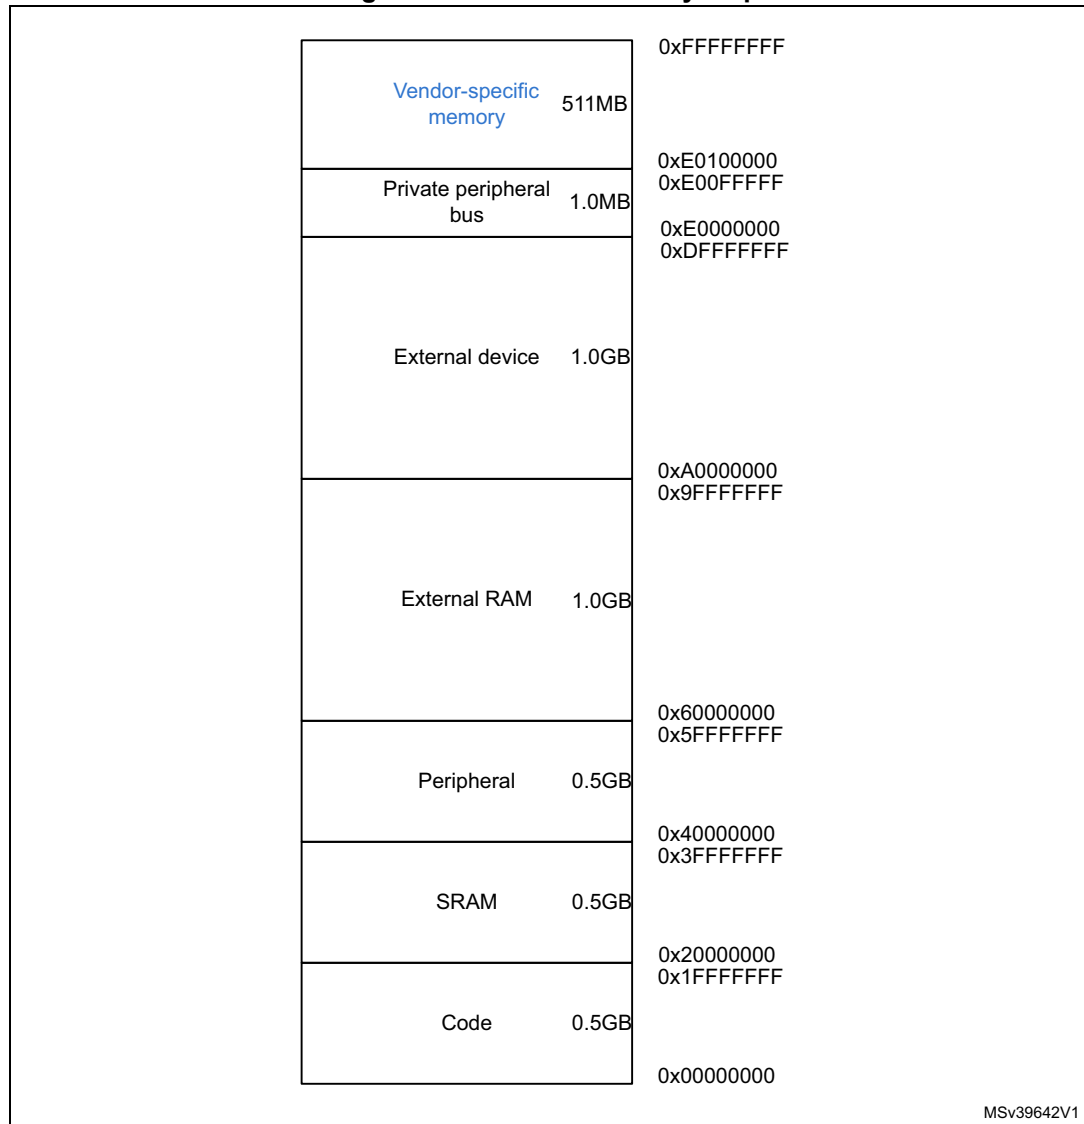 0xFFFFFFFF
Vendor-specific
memory
511MB
0xE0100000
0xE00FFFFF
Private peripheral
bus
1.0MB
0xE0000000
0xDFFFFFFF
External device 1.0GB
0xA0000000
0x9FFFFFFF
External RAM 1.0GB
0x60000000
0x5FFFFFFF
Peripheral 0.5GB
0x40000000
0x3FFFFFFF
SRAM 0.5GB
0x20000000
0x1FFFFFFF
Code 0.5GB
0x00000000
MSv39642V1